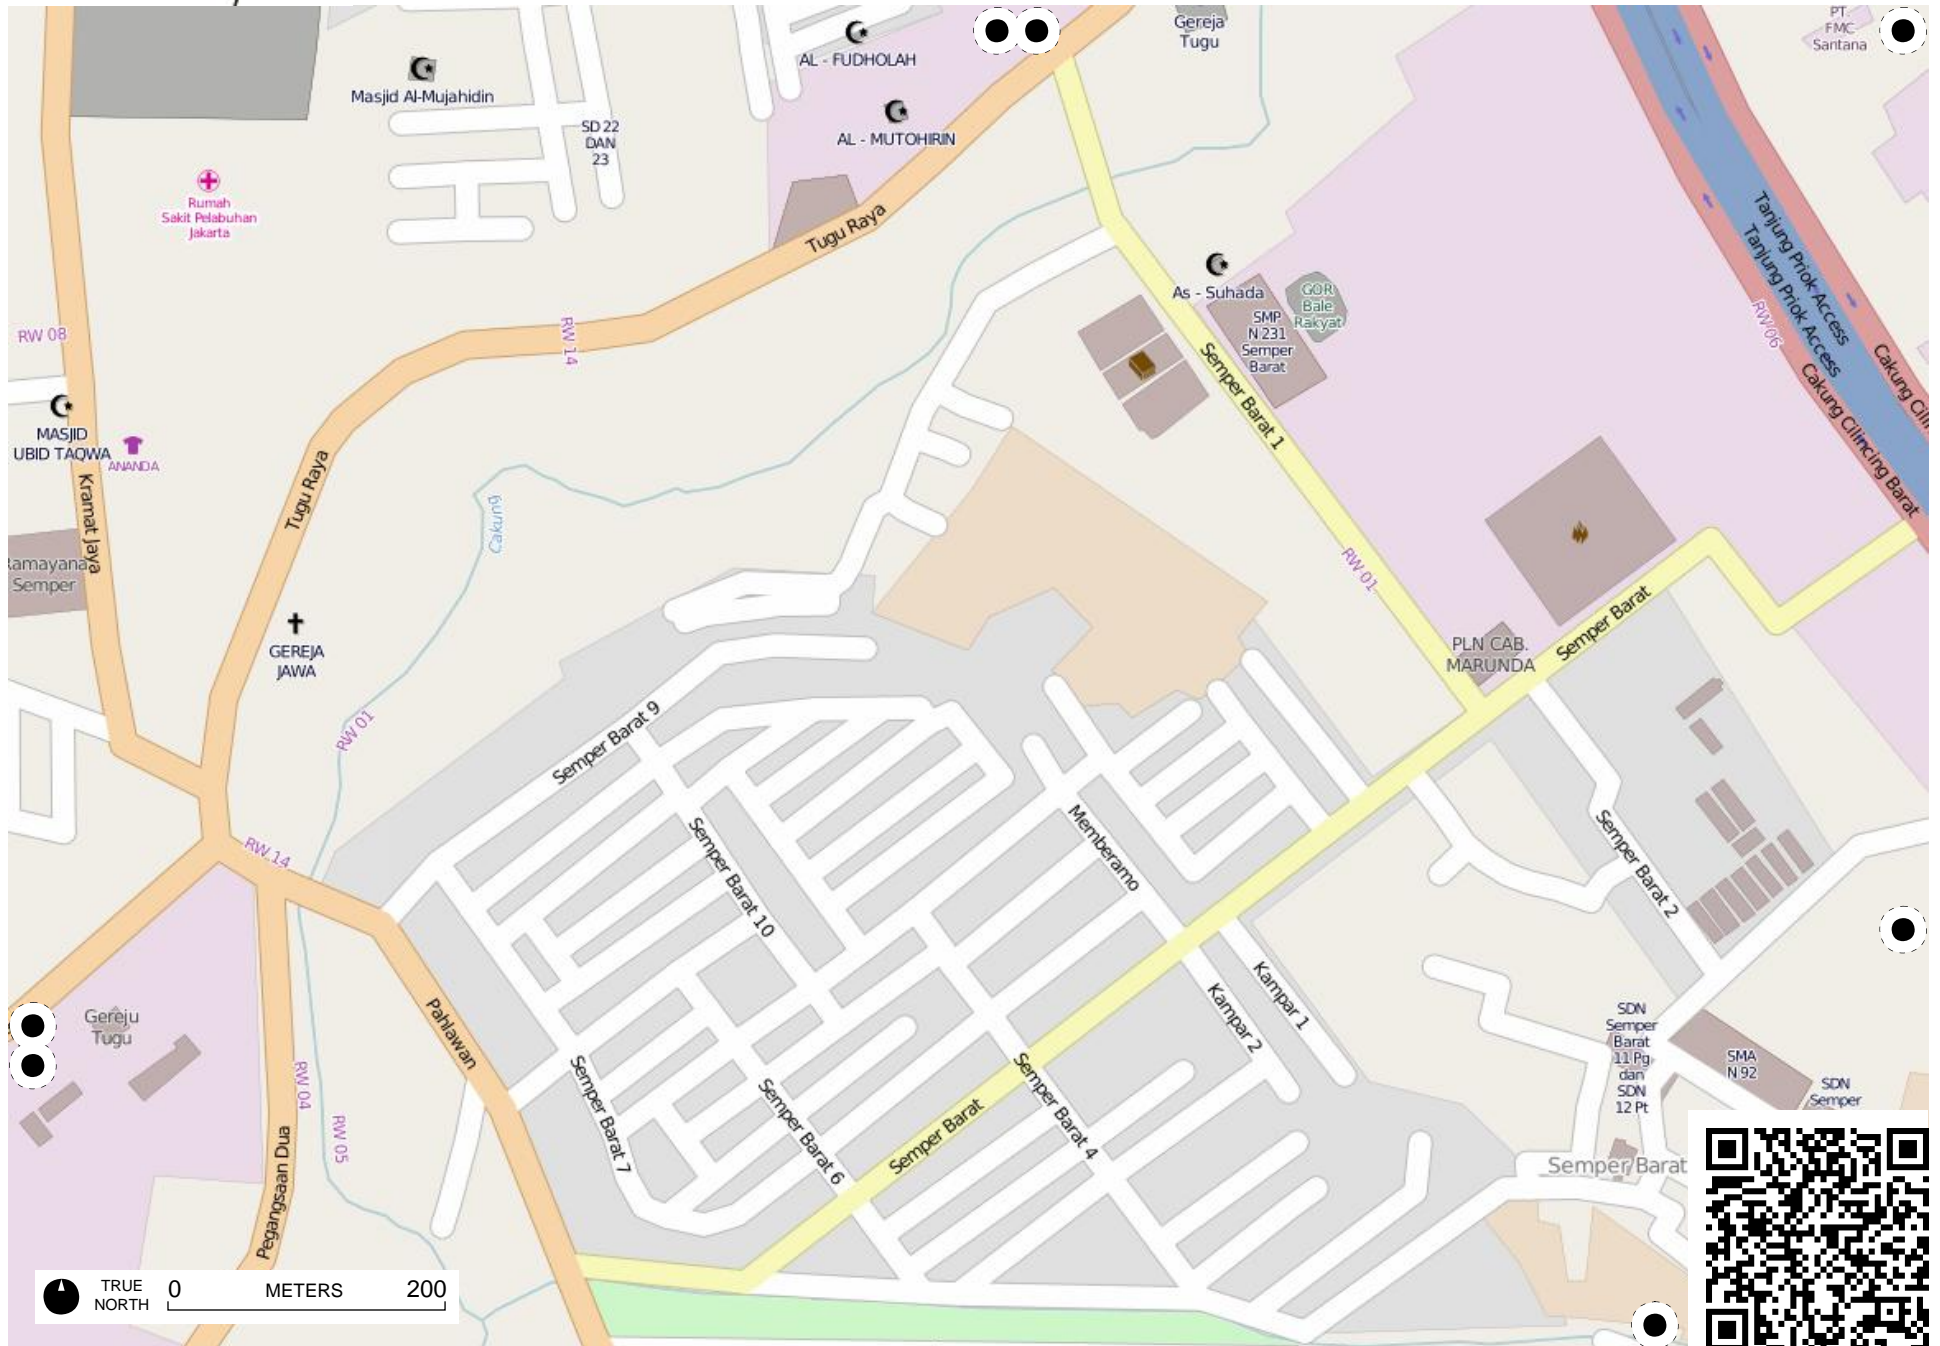 Gereja
Tugu
PT.
FMC
Santana
AL - FUDHOLAH
Masjid Al-Mujahidin
SD 22
DAN
23
AL - MUTOHIRIN
Rumah
Sakit Pelabuhan
Jakarta
Tugu Raya
Tanjung Priok Access
Tanjung Priok Access
As - Suhada
GOR
Bale
Rakyat
SMP
N 231
Semper
Barat
RW 08
RW 14
RW 06
Semper Barat 1
Cakung Cilincing Barat
MASJID
UBID TAQWA
ANANDA
Kramat Jaya
Tugu Raya
Cakung
Ramayana
Semper
RW 01
GEREJA
JAWA
PLN CAB.
MARUNDA
Semper Barat
RW 01
Semper Barat 9
Semper Barat 10
Memberamo
Semper Barat 2
RW 14
Kampar 1
Kampar 2
Gereju
Tugu
Pahlawan
SDN
Semper
Barat
11 Pg
dan
SDN
12 Pt
SMA
N 92
SDN
Semper
RW 04
RW 05
Semper Barat 7
Semper Barat 6
Semper Barat
Semper Barat 4
Semper Barat
Pegangsaan Dua
TRUE
NORTH
0 METERS 200